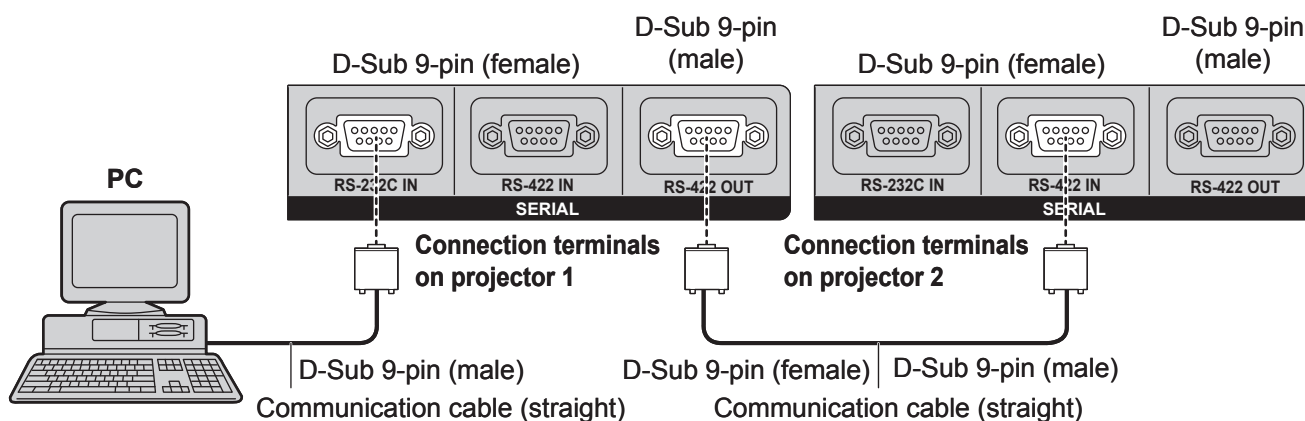 D-Sub 9-pin
(male)
D-Sub 9-pin (female)
D-Sub 9-pin
(male)
D-Sub 9-pin (female)
RS-232C IN
RS-422 IN
RS-422 OUT
SERIAL
RS-232C IN
RS-422 IN
RS-422 OUT
SERIAL
PC
Connection terminals
on projector 1
Connection terminals
on projector 2
D-Sub 9-pin (male)
Communication cable (straight)
D-Sub 9-pin (female)
D-Sub 9-pin (male)
Communication cable (straight)